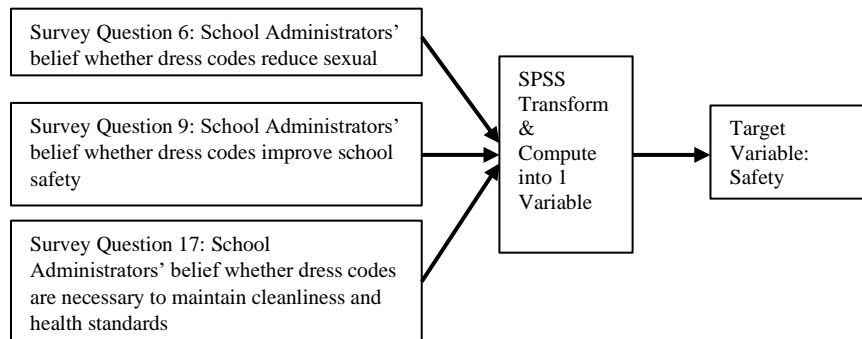 Survey Question 6: School Administrators’
belief whether dress codes reduce sexual
Survey Question 9: School Administrators’
belief whether dress codes improve school
safety
Survey Question 17: School
Administrators’ belief whether dress codes
are necessary to maintain cleanliness and
health standards
SPSS
Transform
&
Compute
into 1
Variable
Target
Variable:
Safety